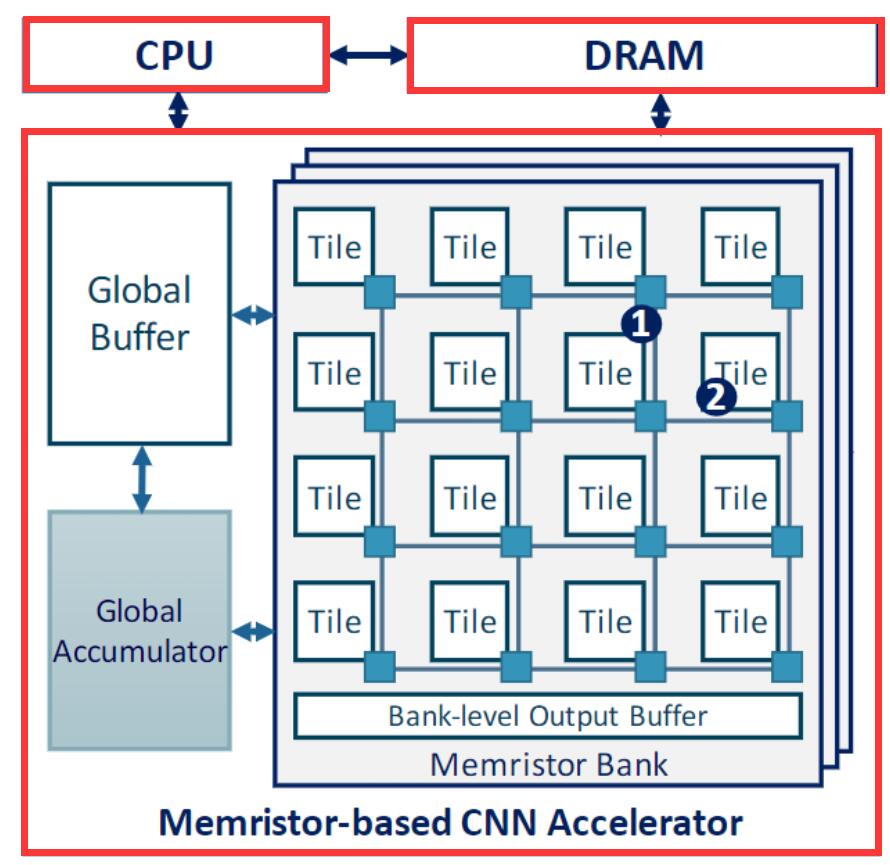 CPU
DRAM
Global
Buffer
Tile Tile Tile Tile
1
Tile Tile Tile Tile
2
Tile Tile Tile Tile
Global
Accumulator
Tile Tile Tile Tile
Bank-level Output Buffer
Memristor Bank
Memristor-based CNN Accelerator